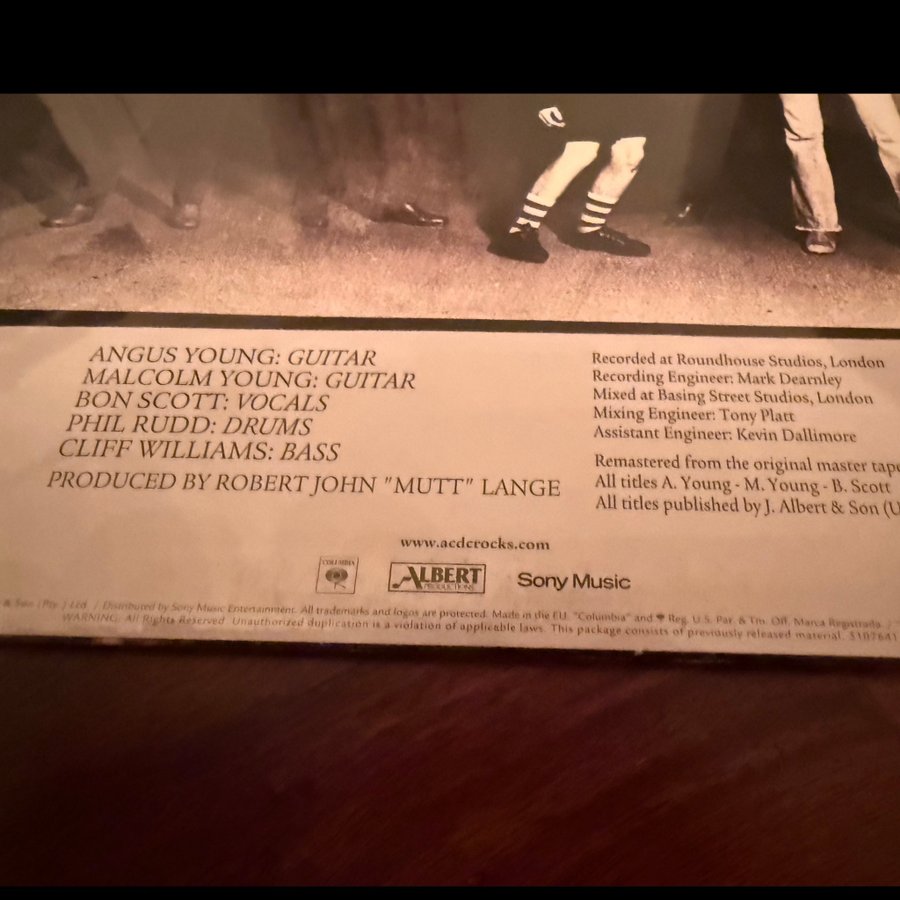 ANGUS YOUNG: GUITAR
MALCOLM YOUNG: GUITAR
BON SCOTT: VOCALS
PHIL RUDD: DRUMS
CLIFF WILLIAMS: BASS
PRODUCED BY ROBERT JOHN "MUTT" LANGE
Recorded at Roundhouse Studios, London
Recording Engineer: Mark Dearnley
Mixed at Basing Street Studios, London
Mixing Engineer: Tony Platt
Assistant Engineer: Kevin Dallimore
Remastered from the original master tape
All titles A. Young - M. Young - B. Scott
All titles published by J. Albert & Son (U
www.acdcrocks.com
COLUMBIA
ALBERT
PRODUCTIONS
Sony Music
& Son (Pty.) Ltd. / Distributed by Sony Music Entertainment. All trademarks and logos are protected. Made in the EU. "Columbia" and Reg. U.S. Pat. & Tm. Off. Marca Registrada. /
WARNING: All Rights Reserved. Unauthorized duplication is a violation of applicable laws. This package consists of previously released material. 5107641